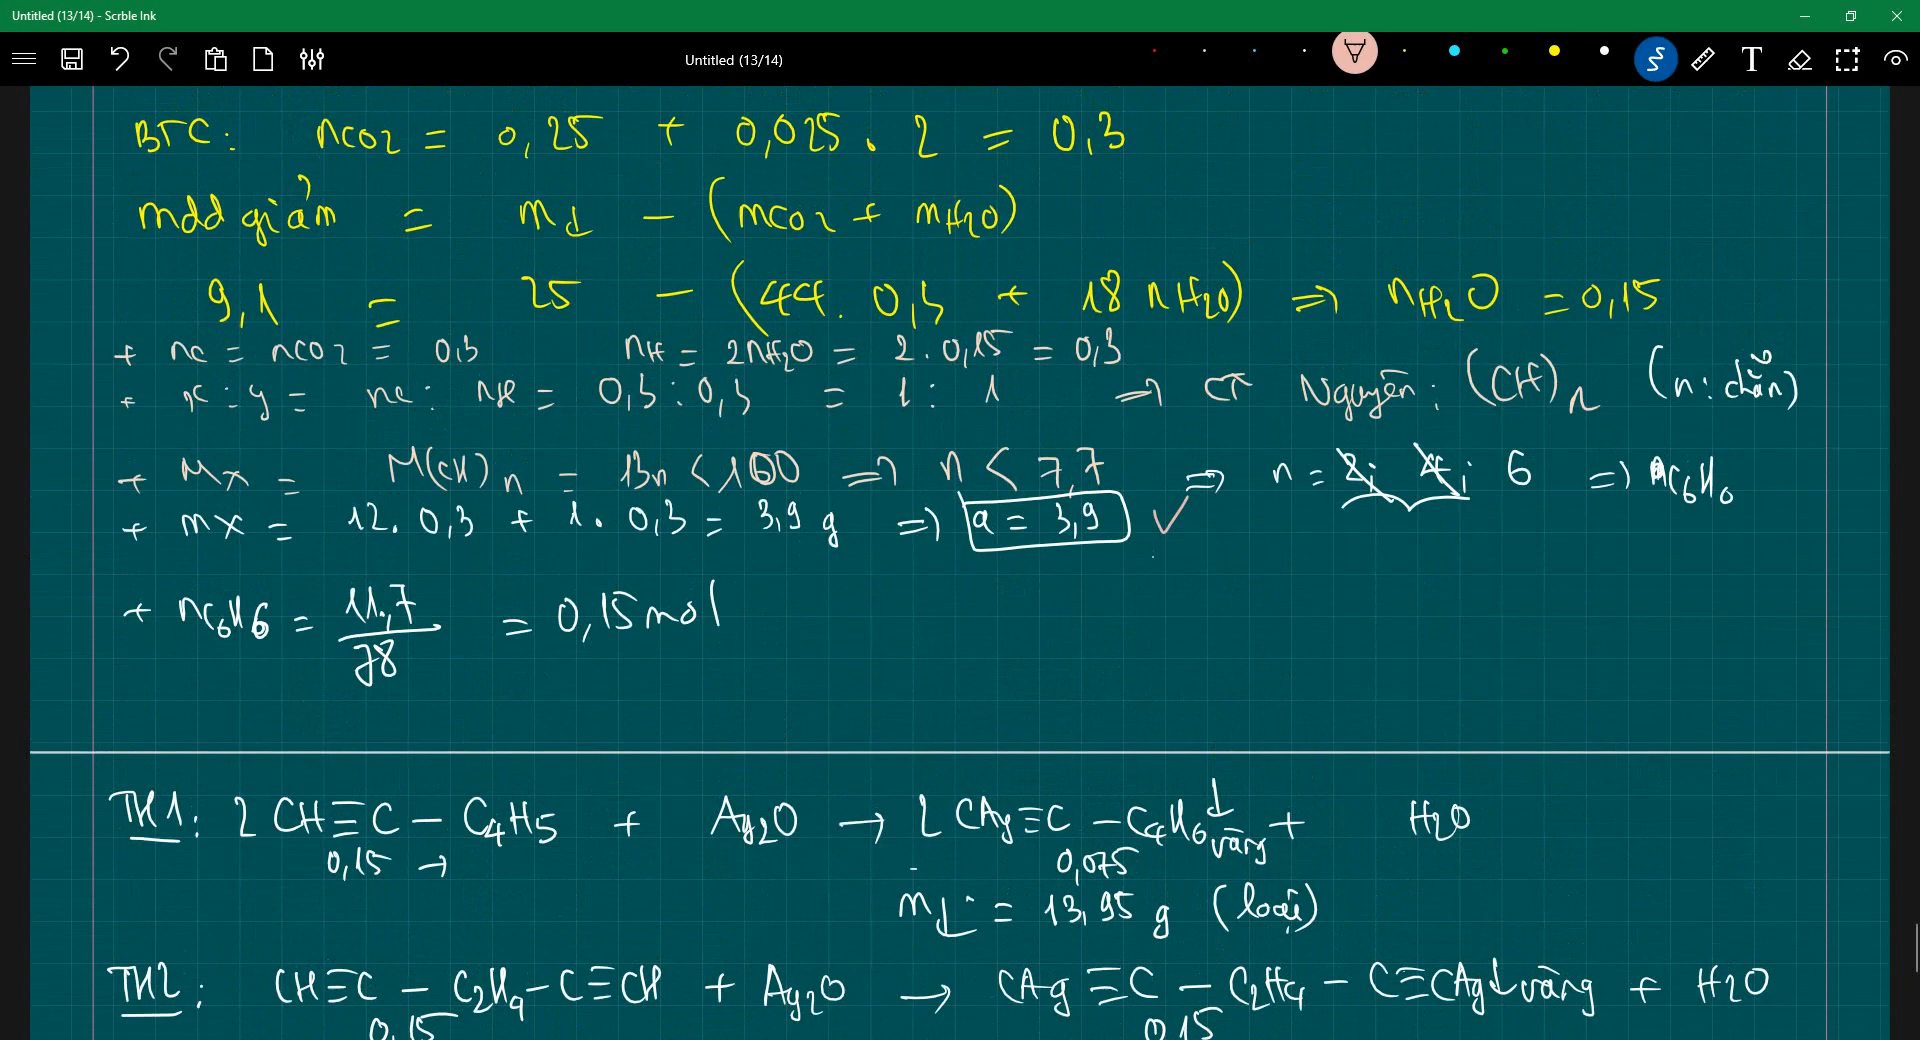 Untitled (13/14) - Scrble Ink
Untitled (13/14)
BTC: nCO2 = 0,25 + 0,025 . 2 = 0,3
mdd giảm = m↓ - (mCO2 + mH2O)
9,1 = 25 - (44. 0,3 + 18 nH2O) => nH2O = 0,15
+ nC = nCO2 = 0,3 nH = 2nH2O = 2. 0,15 = 0,3
+ x : y = nC : nH = 0,3 : 0,3 = 1 : 1 => CT Nguyên: (CH)n (n: chẵn)
+ MX = M(CH)n = 13n < 100 => n < 7,7 => n = 2; 4; 6 => C6H6
+ mX = 12. 0,3 + 1. 0,3 = 3,9 g => a = 3,9 ✓
+ nC6H6 = 11,7 / 78 = 0,15 mol
TH1: 2 CH≡C - C4H5 + Ag2O → 2 CAg≡C - C4H6↓ vàng + H2O
0,15 → 0,075
m↓ = 13,95 g (loại)
TH2: CH≡C - C2H4 - C≡CH + Ag2O → CAg≡C - C2H4 - C≡CAg↓ vàng + H2O
0,15 0,15